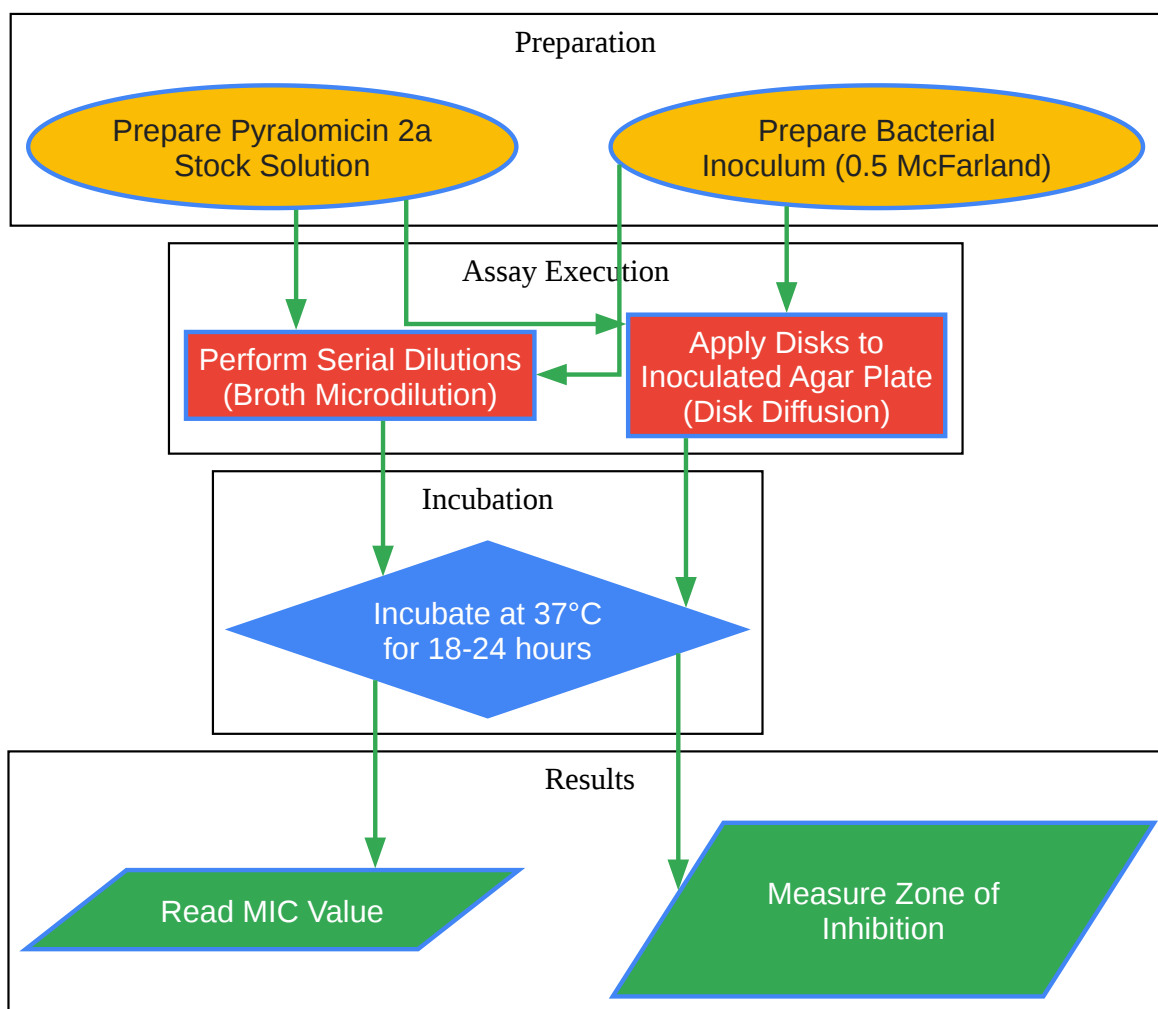 Preparation
Prepare Pyralomicin 2a
Stock Solution
Prepare Bacterial
Inoculum (0.5 McFarland)
Assay Execution
Perform Serial Dilutions
(Broth Microdilution)
Apply Disks to
Inoculated Agar Plate
(Disk Diffusion)
Incubation
Incubate at 37°C
for 18-24 hours
Results
Read MIC Value
Measure Zone of
Inhibition